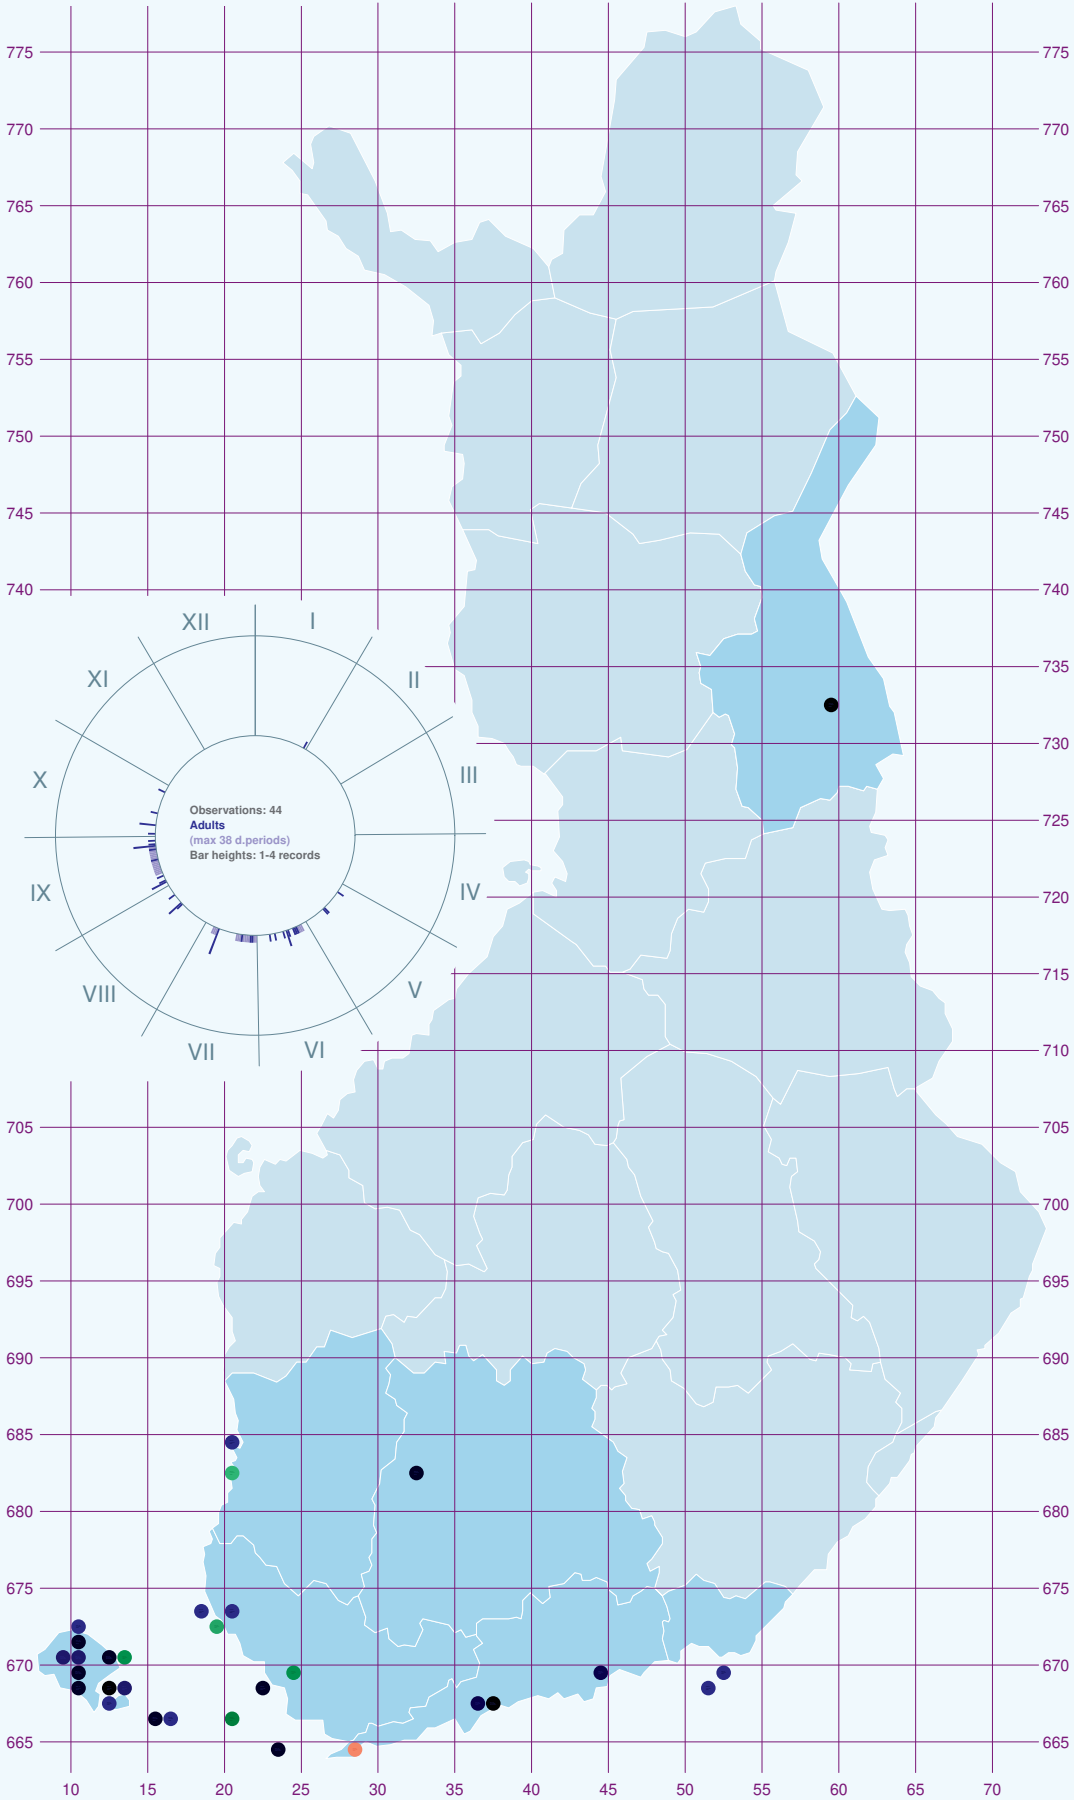 775 775
770 770
765 765
760 760
755 755
750 750
745 745
740 740
XII I
XI II
735
X III
730
Observations: 44
Adults
(max 38 d.periods)
Bar heights: 1-4 records
725
IX IV
720
VIII V
715
VII VI
710
705 705
700 700
695 695
690 690
685 685
680 680
675 675
670 670
665 665
10 15 20 25 30 35 40 45 50 55 60 65 70